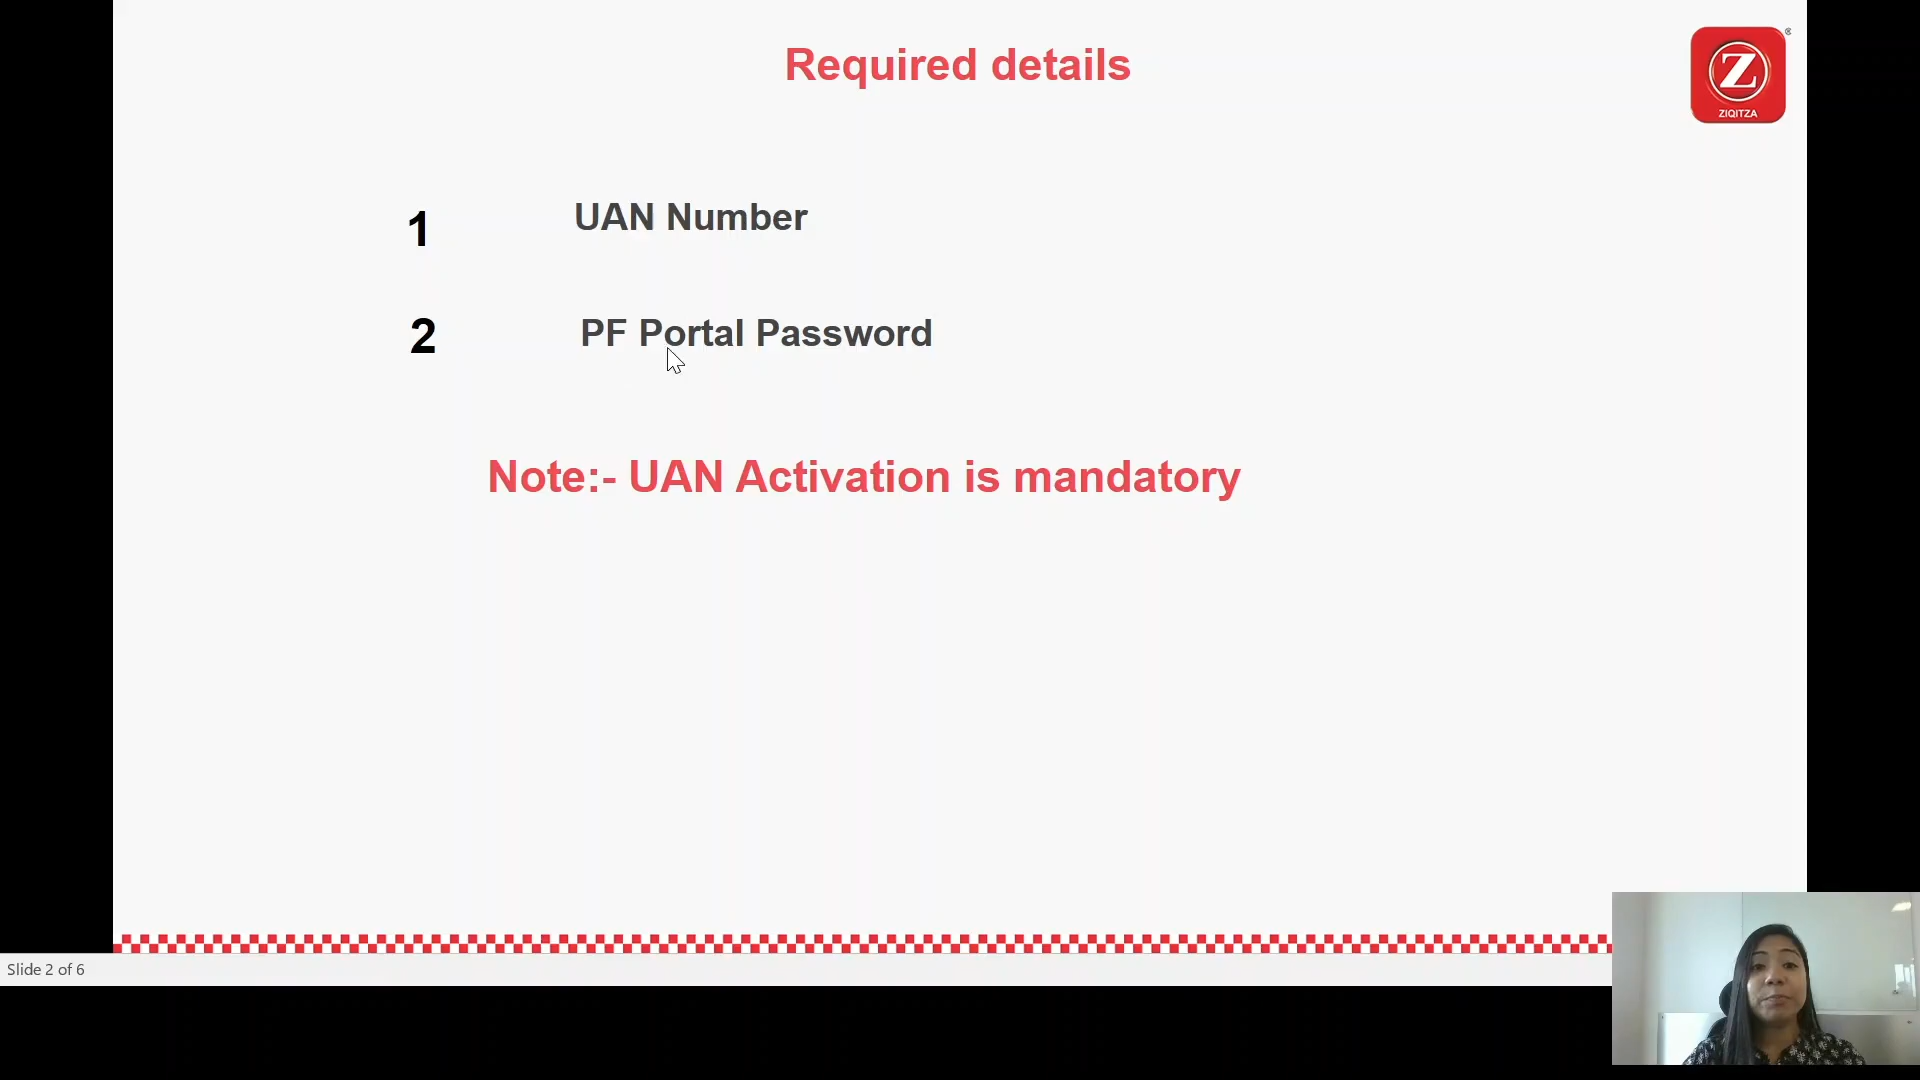 Required details
Z
ZIQITZA
1
UAN Number
2
PF Portal Password
Note:- UAN Activation is mandatory
Slide 2 of 6